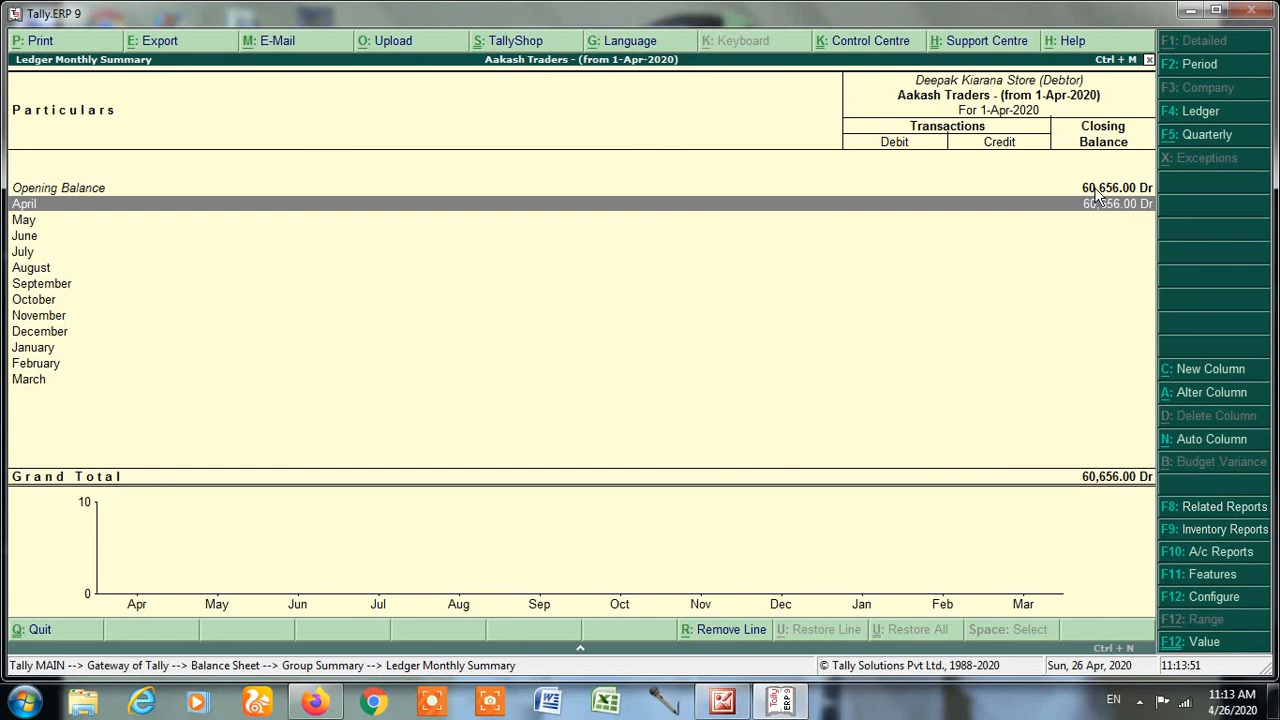 Tally.ERP 9
P: Print E: Export M: E-Mail O: Upload S: TallyShop G: Language K: Keyboard K: Control Centre H: Support Centre H: Help
Ledger Monthly Summary Aakash Traders - (from 1-Apr-2020) Ctrl + M
Particulars
Deepak Kiarana Store (Debtor)
Aakash Traders - (from 1-Apr-2020)
For 1-Apr-2020
Transactions Closing
Debit Credit Balance
Opening Balance 60,656.00 Dr
April 60,656.00 Dr
May
June
July
August
September
October
November
December
January
February
March
Grand Total 60,656.00 Dr
10
0
Apr May Jun Jul Aug Sep Oct Nov Dec Jan Feb Mar
Q: Quit R: Remove Line U: Restore Line U: Restore All Space: Select
Ctrl + N
Tally MAIN --> Gateway of Tally --> Balance Sheet --> Group Summary --> Ledger Monthly Summary © Tally Solutions Pvt Ltd., 1988-2020 Sun, 26 Apr, 2020 11:13:51
F1: Detailed
F2: Period
F3: Company
F4: Ledger
F5: Quarterly
X: Exceptions
C: New Column
A: Alter Column
D: Delete Column
N: Auto Column
B: Budget Variance
F8: Related Reports
F9: Inventory Reports
F10: A/c Reports
F11: Features
F12: Configure
F12: Range
F12: Value
EN 11:13 AM
4/26/2020